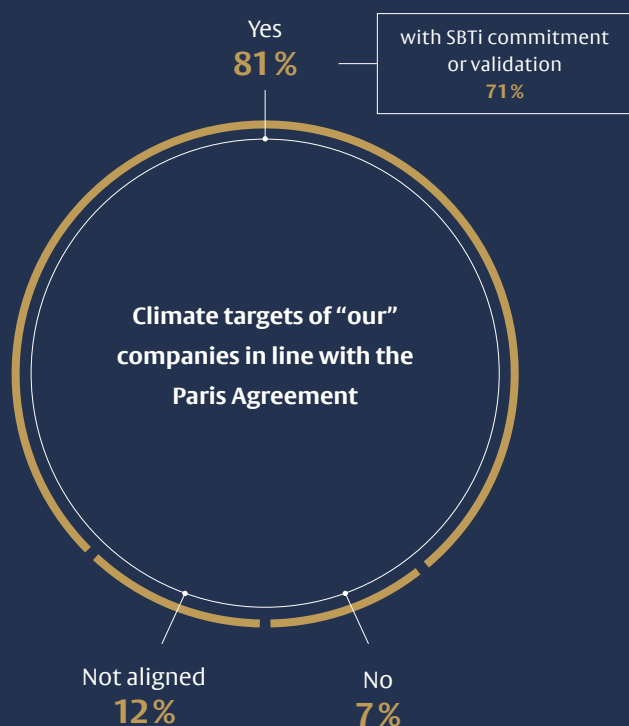 Yes
81 %
with SBTi commitment
or validation
71 %
Climate targets of “our”
companies in line with the
Paris Agreement
Not aligned
12 %
No
7 %